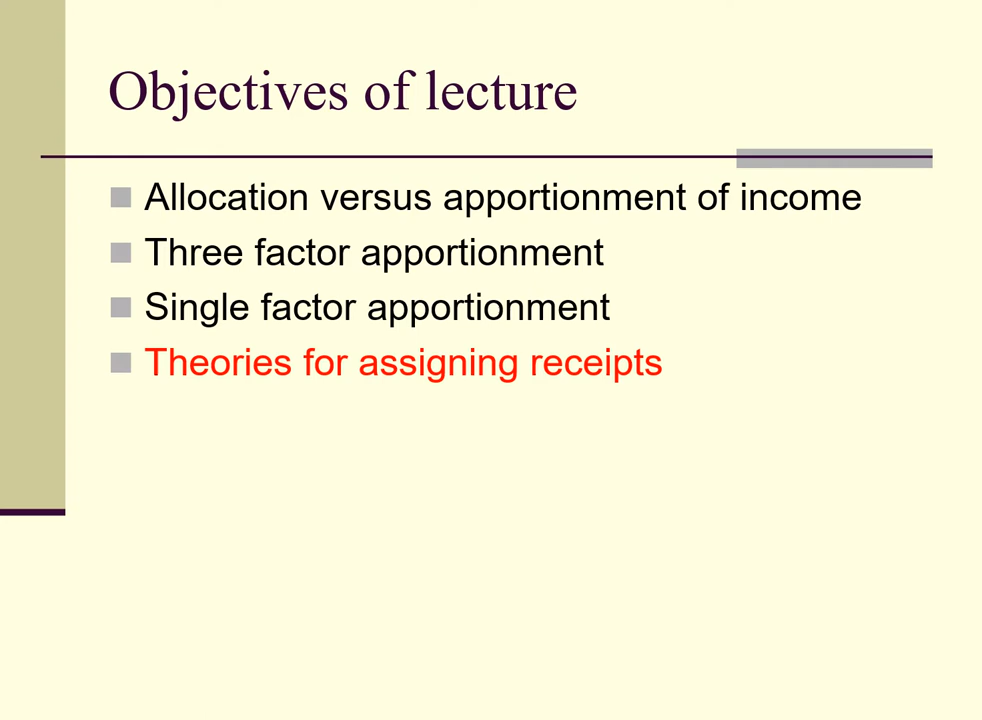 Objectives of lecture
Allocation versus apportionment of income
Three factor apportionment
Single factor apportionment
Theories for assigning receipts